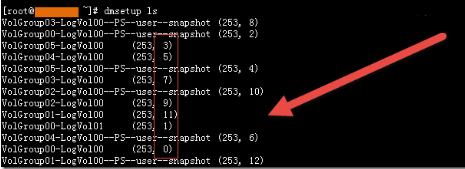 [root@ ~]# dmsetup ls
VolGroup03-LogVol00--PS--user--snapshot (253, 8)
VolGroup00-LogVol00--PS--user--snapshot (253, 2)
VolGroup05-LogVol00 (253, 3)
VolGroup04-LogVol00 (253, 5)
VolGroup05-LogVol00--PS--user--snapshot (253, 4)
VolGroup03-LogVol00 (253, 7)
VolGroup02-LogVol00--PS--user--snapshot (253, 10)
VolGroup02-LogVol00 (253, 9)
VolGroup01-LogVol00 (253, 11)
VolGroup00-LogVol01 (253, 1)
VolGroup04-LogVol00--PS--user--snapshot (253, 6)
VolGroup00-LogVol00 (253, 0)
VolGroup01-LogVol00--PS--user--snapshot (253, 12)